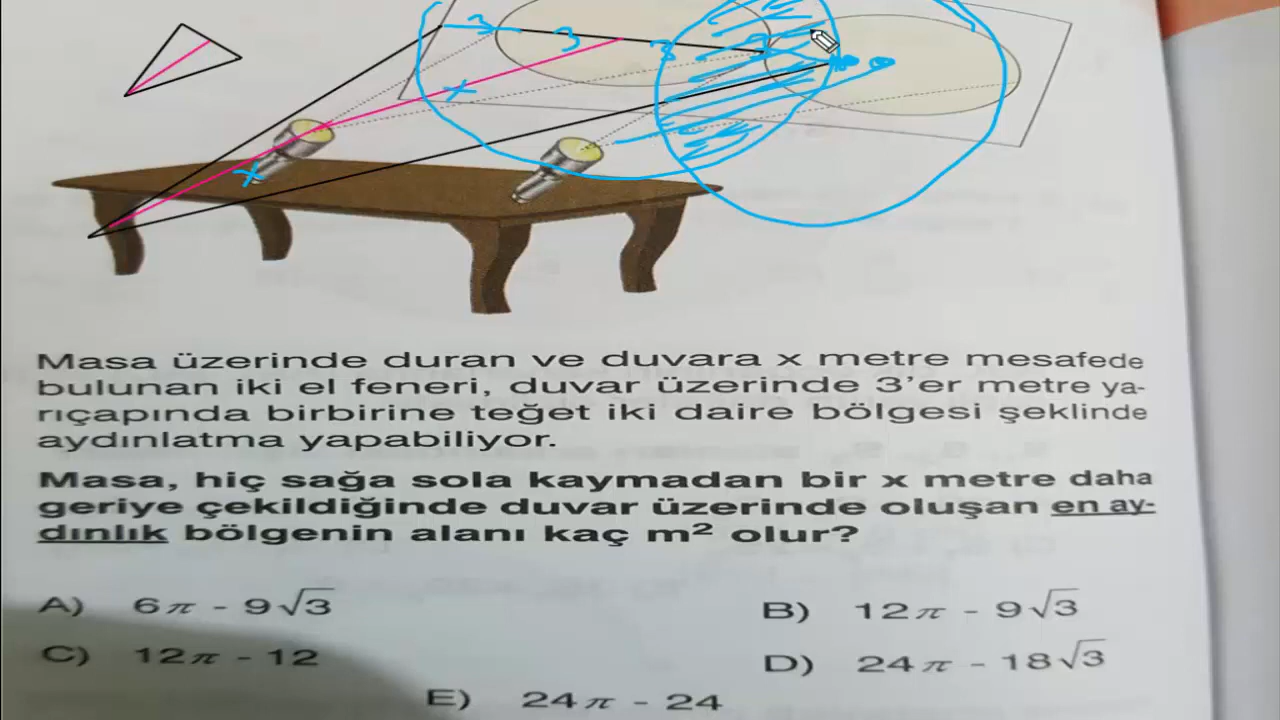 3
3
3
x
x
Masa üzerinde duran ve duvara x metre mesafede
bulunan iki el feneri, duvar üzerinde 3'er metre ya-
rıçapında birbirine teğet iki daire bölgesi şeklinde
aydınlatma yapabiliyor.
Masa, hiç sağa sola kaymadan bir x metre daha
geriye çekildiğinde duvar üzerinde oluşan en ay-
dınlık bölgenin alanı kaç m² olur?
A) 6π - 9√3
B) 12π - 9√3
C) 12π - 12
D) 24π - 18√3
E) 24π - 24